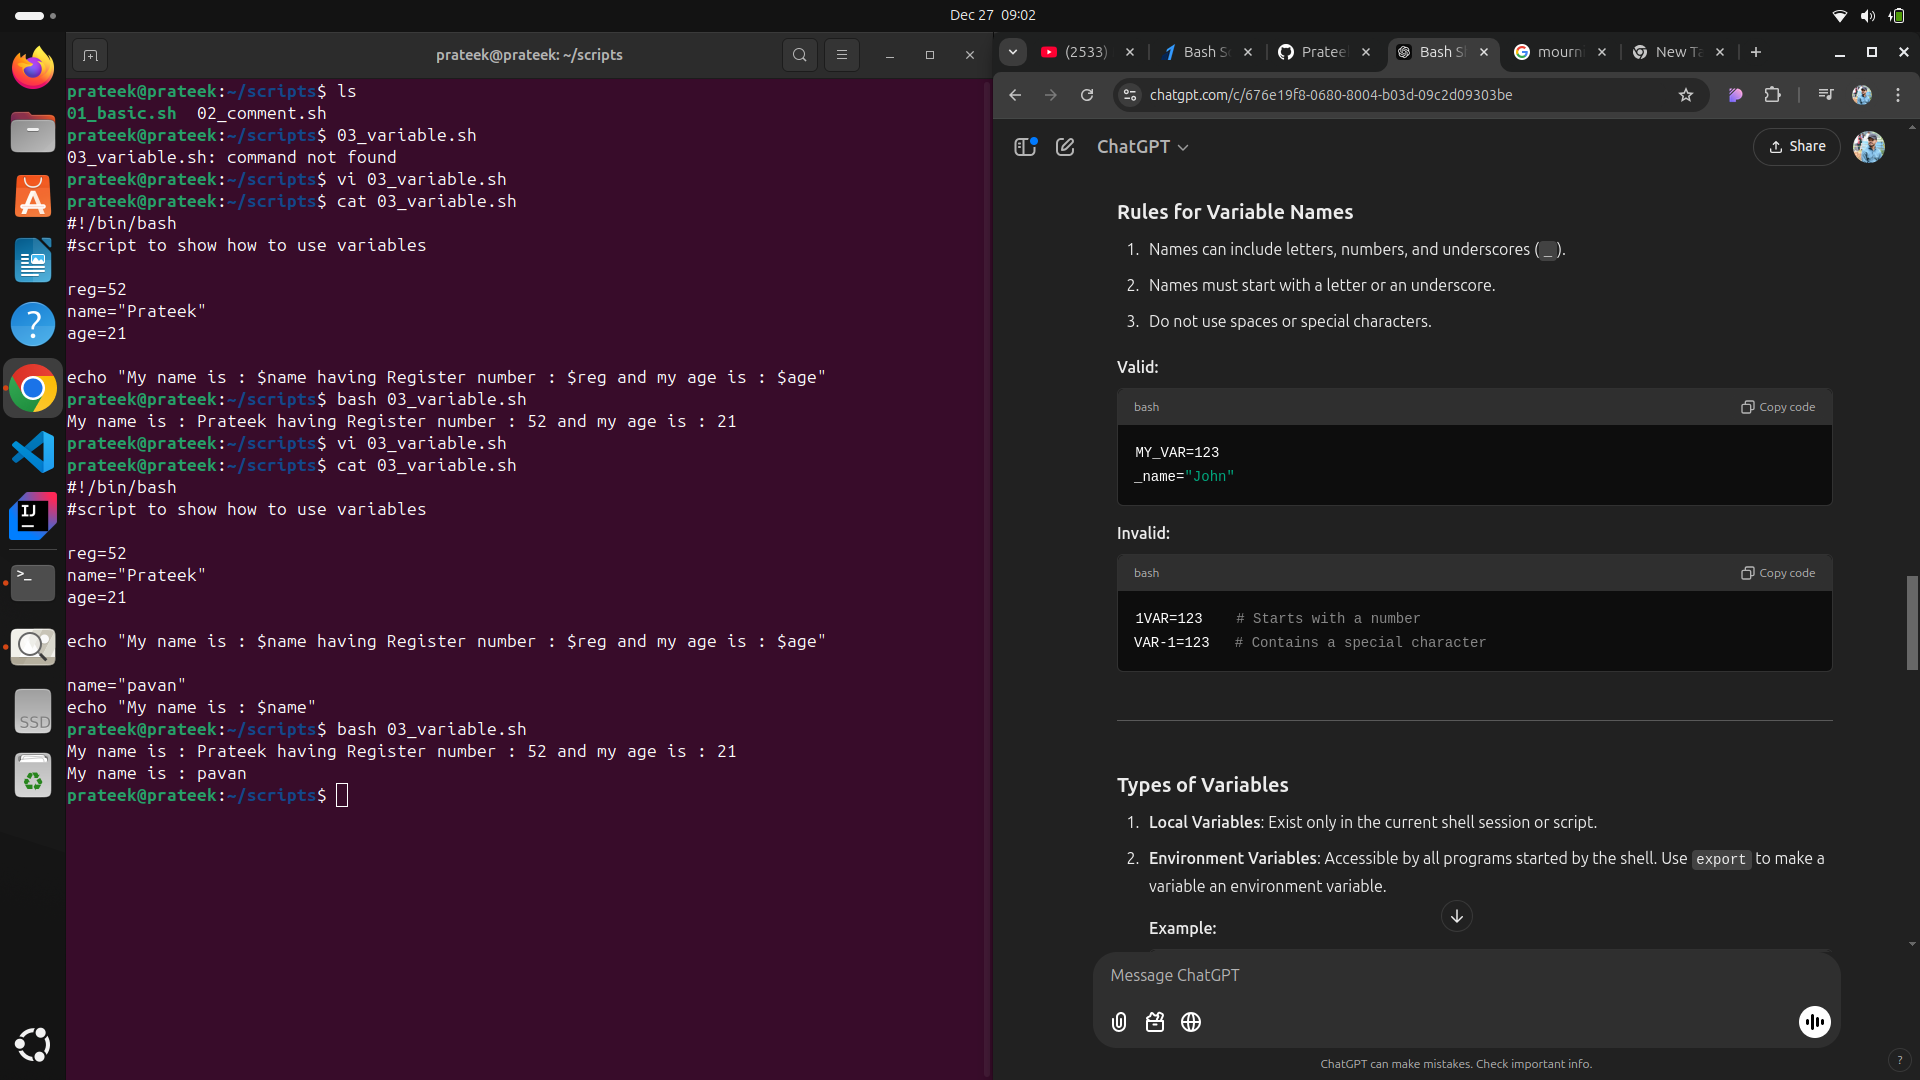 Dec 27 09:02
prateek@prateek: ~/scripts
prateek@prateek:~/scripts$ ls
01_basic.sh 02_comment.sh
prateek@prateek:~/scripts$ 03_variable.sh
03_variable.sh: command not found
prateek@prateek:~/scripts$ vi 03_variable.sh
prateek@prateek:~/scripts$ cat 03_variable.sh
#!/bin/bash
#script to show how to use variables
reg=52
name="Prateek"
age=21
echo "My name is : $name having Register number : $reg and my age is : $age"
prateek@prateek:~/scripts$ bash 03_variable.sh
My name is : Prateek having Register number : 52 and my age is : 21
prateek@prateek:~/scripts$ vi 03_variable.sh
prateek@prateek:~/scripts$ cat 03_variable.sh
#!/bin/bash
#script to show how to use variables
reg=52
name="Prateek"
age=21
echo "My name is : $name having Register number : $reg and my age is : $age"
name="pavan"
echo "My name is : $name"
prateek@prateek:~/scripts$ bash 03_variable.sh
My name is : Prateek having Register number : 52 and my age is : 21
My name is : pavan
prateek@prateek:~/scripts$
IJ
SSD
(2533) Bash S Pratee Bash S mourn New Ta
chatgpt.com/c/676e19f8-0680-8004-b03d-09c2d09303be
ChatGPT
Share
Rules for Variable Names
1. Names can include letters, numbers, and underscores (_).
2. Names must start with a letter or an underscore.
3. Do not use spaces or special characters.
Valid:
bash Copy code
MY_VAR=123
_name="John"
Invalid:
bash Copy code
1VAR=123 # Starts with a number
VAR-1=123 # Contains a special character
Types of Variables
1. Local Variables: Exist only in the current shell session or script.
2. Environment Variables: Accessible by all programs started by the shell. Use export to make a
variable an environment variable.
Example:
Message ChatGPT
ChatGPT can make mistakes. Check important info.
?